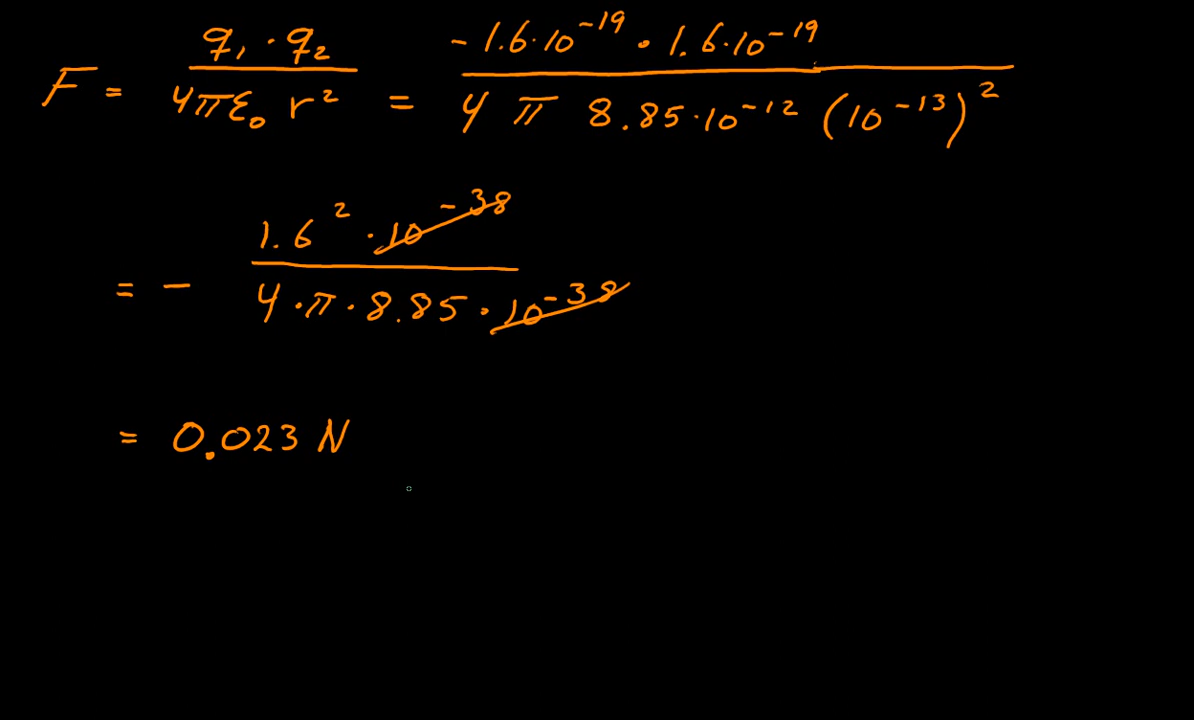 F = q₁ · q₂ / 4πε₀ r² = -1.6·10⁻¹⁹ · 1.6·10⁻¹⁹ / 4 π 8.85·10⁻¹² (10⁻¹³)²
= - 1.6² · 10⁻³⁸ / 4·π·8.85·10⁻³⁸
= 0.023 N